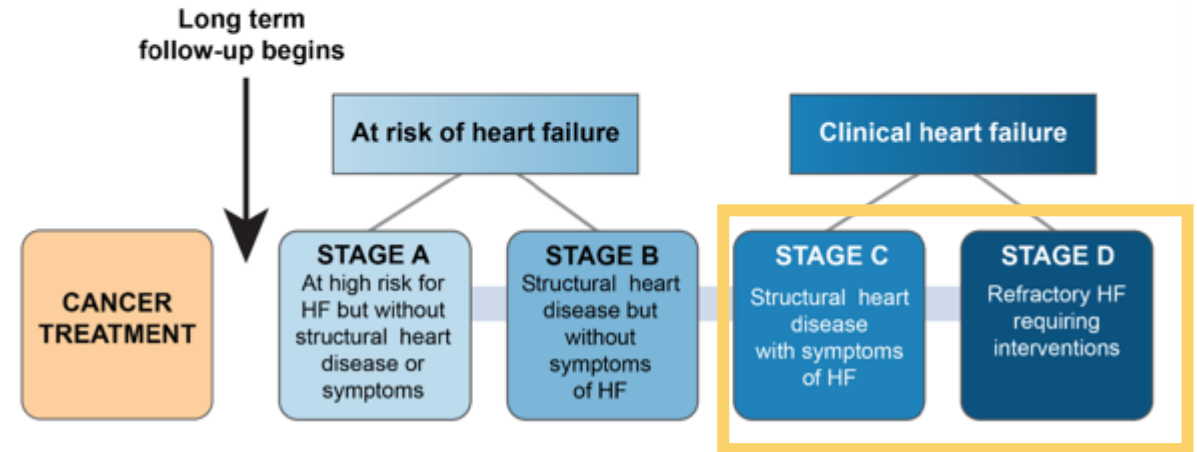 Long term
follow-up begins
At risk of heart failure
Clinical heart failure
CANCER
TREATMENT
STAGE A
At high risk for
HF but without
structural heart
disease or
symptoms
STAGE B
Structural heart
disease but
without
symptoms
of HF
STAGE C
Structural heart
disease
with symptoms
of HF
STAGE D
Refractory HF
requiring
interventions